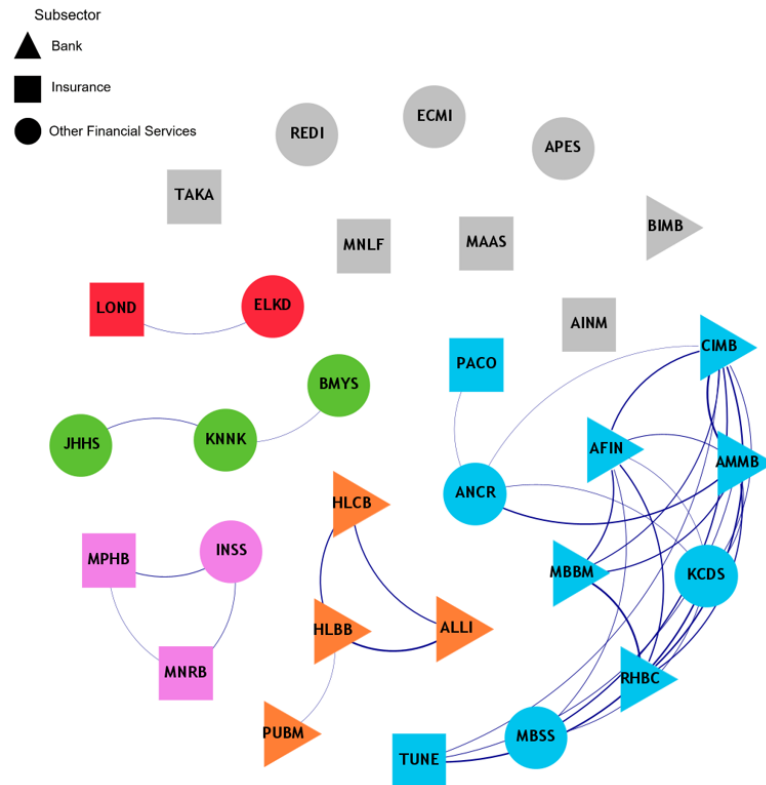 Subsector
Bank
Insurance
Other Financial Services
ECMI
REDI
APES
TAKA
BIMB
MNLF
MAAS
LOND
ELKD
AINM
CIMB
PACO
BMYS
JHHS
KNNK
AFIN
AMMB
ANCR
HLCB
MPHB
INSS
MBBM
KCDS
HLBB
ALLI
MNRB
RHBC
PUBM
MBSS
TUNE